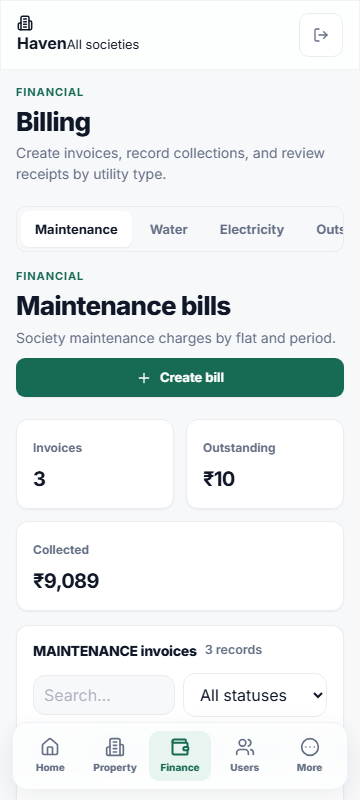 HavenAll societies
FINANCIAL
Billing
Create invoices, record collections, and review
receipts by utility type.
Maintenance Water Electricity Outs
FINANCIAL
Maintenance bills
Society maintenance charges by flat and period.
+ Create bill
Invoices Outstanding
3 ₹10
Collected
₹9,089
MAINTENANCE invoices 3 records
Search... All statuses
Home Property Finance Users More